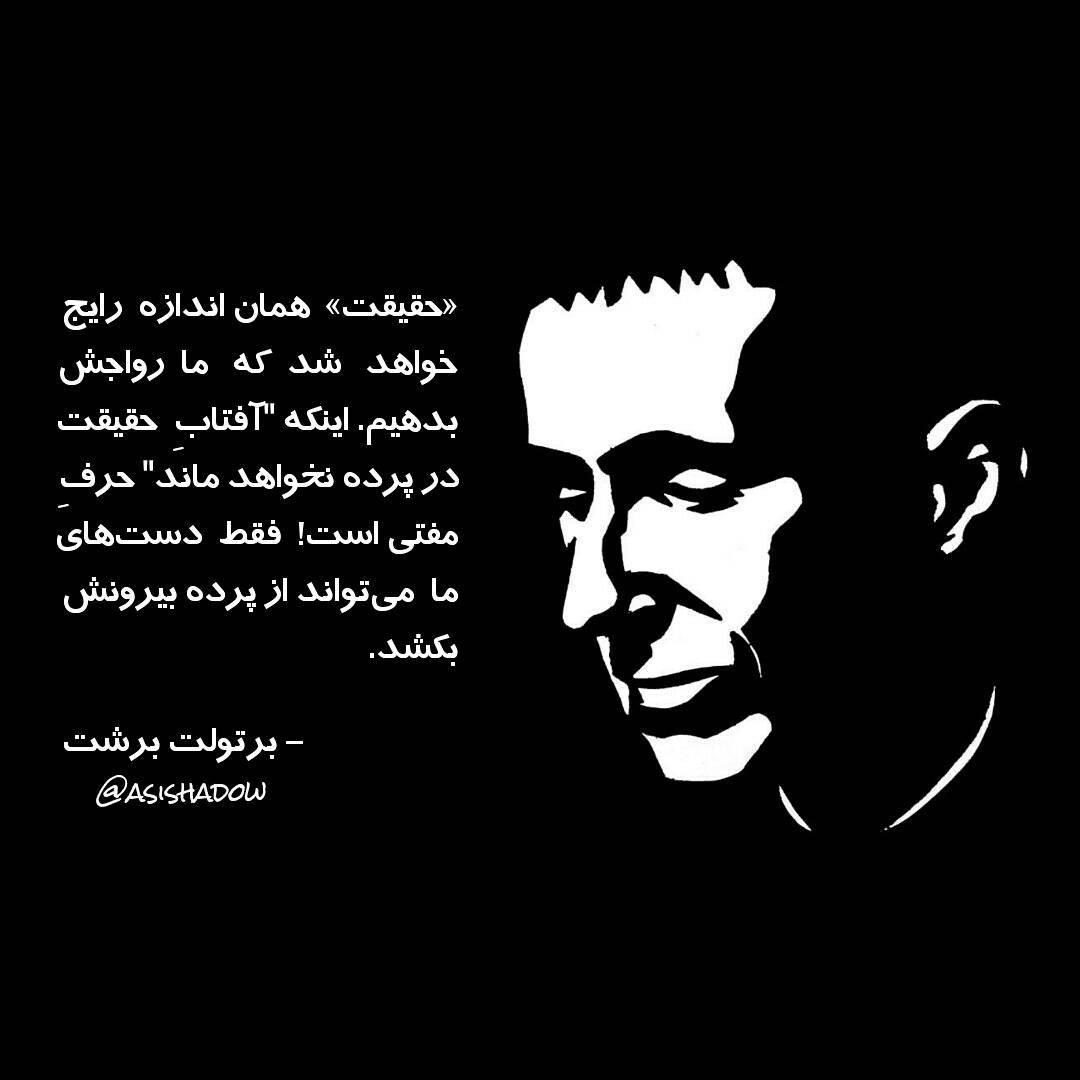 «حقیقت» همان اندازه رایج
خواهد شد که ما رواجش
بدهیم. اینکه "آفتابِ حقیقت
در پرده نخواهد ماند" حرفِ
مفتی است! فقط دست‌های
ما می‌تواند از پرده بیرونش
بکشد.
– برتولت برشت
@ASISHADOW